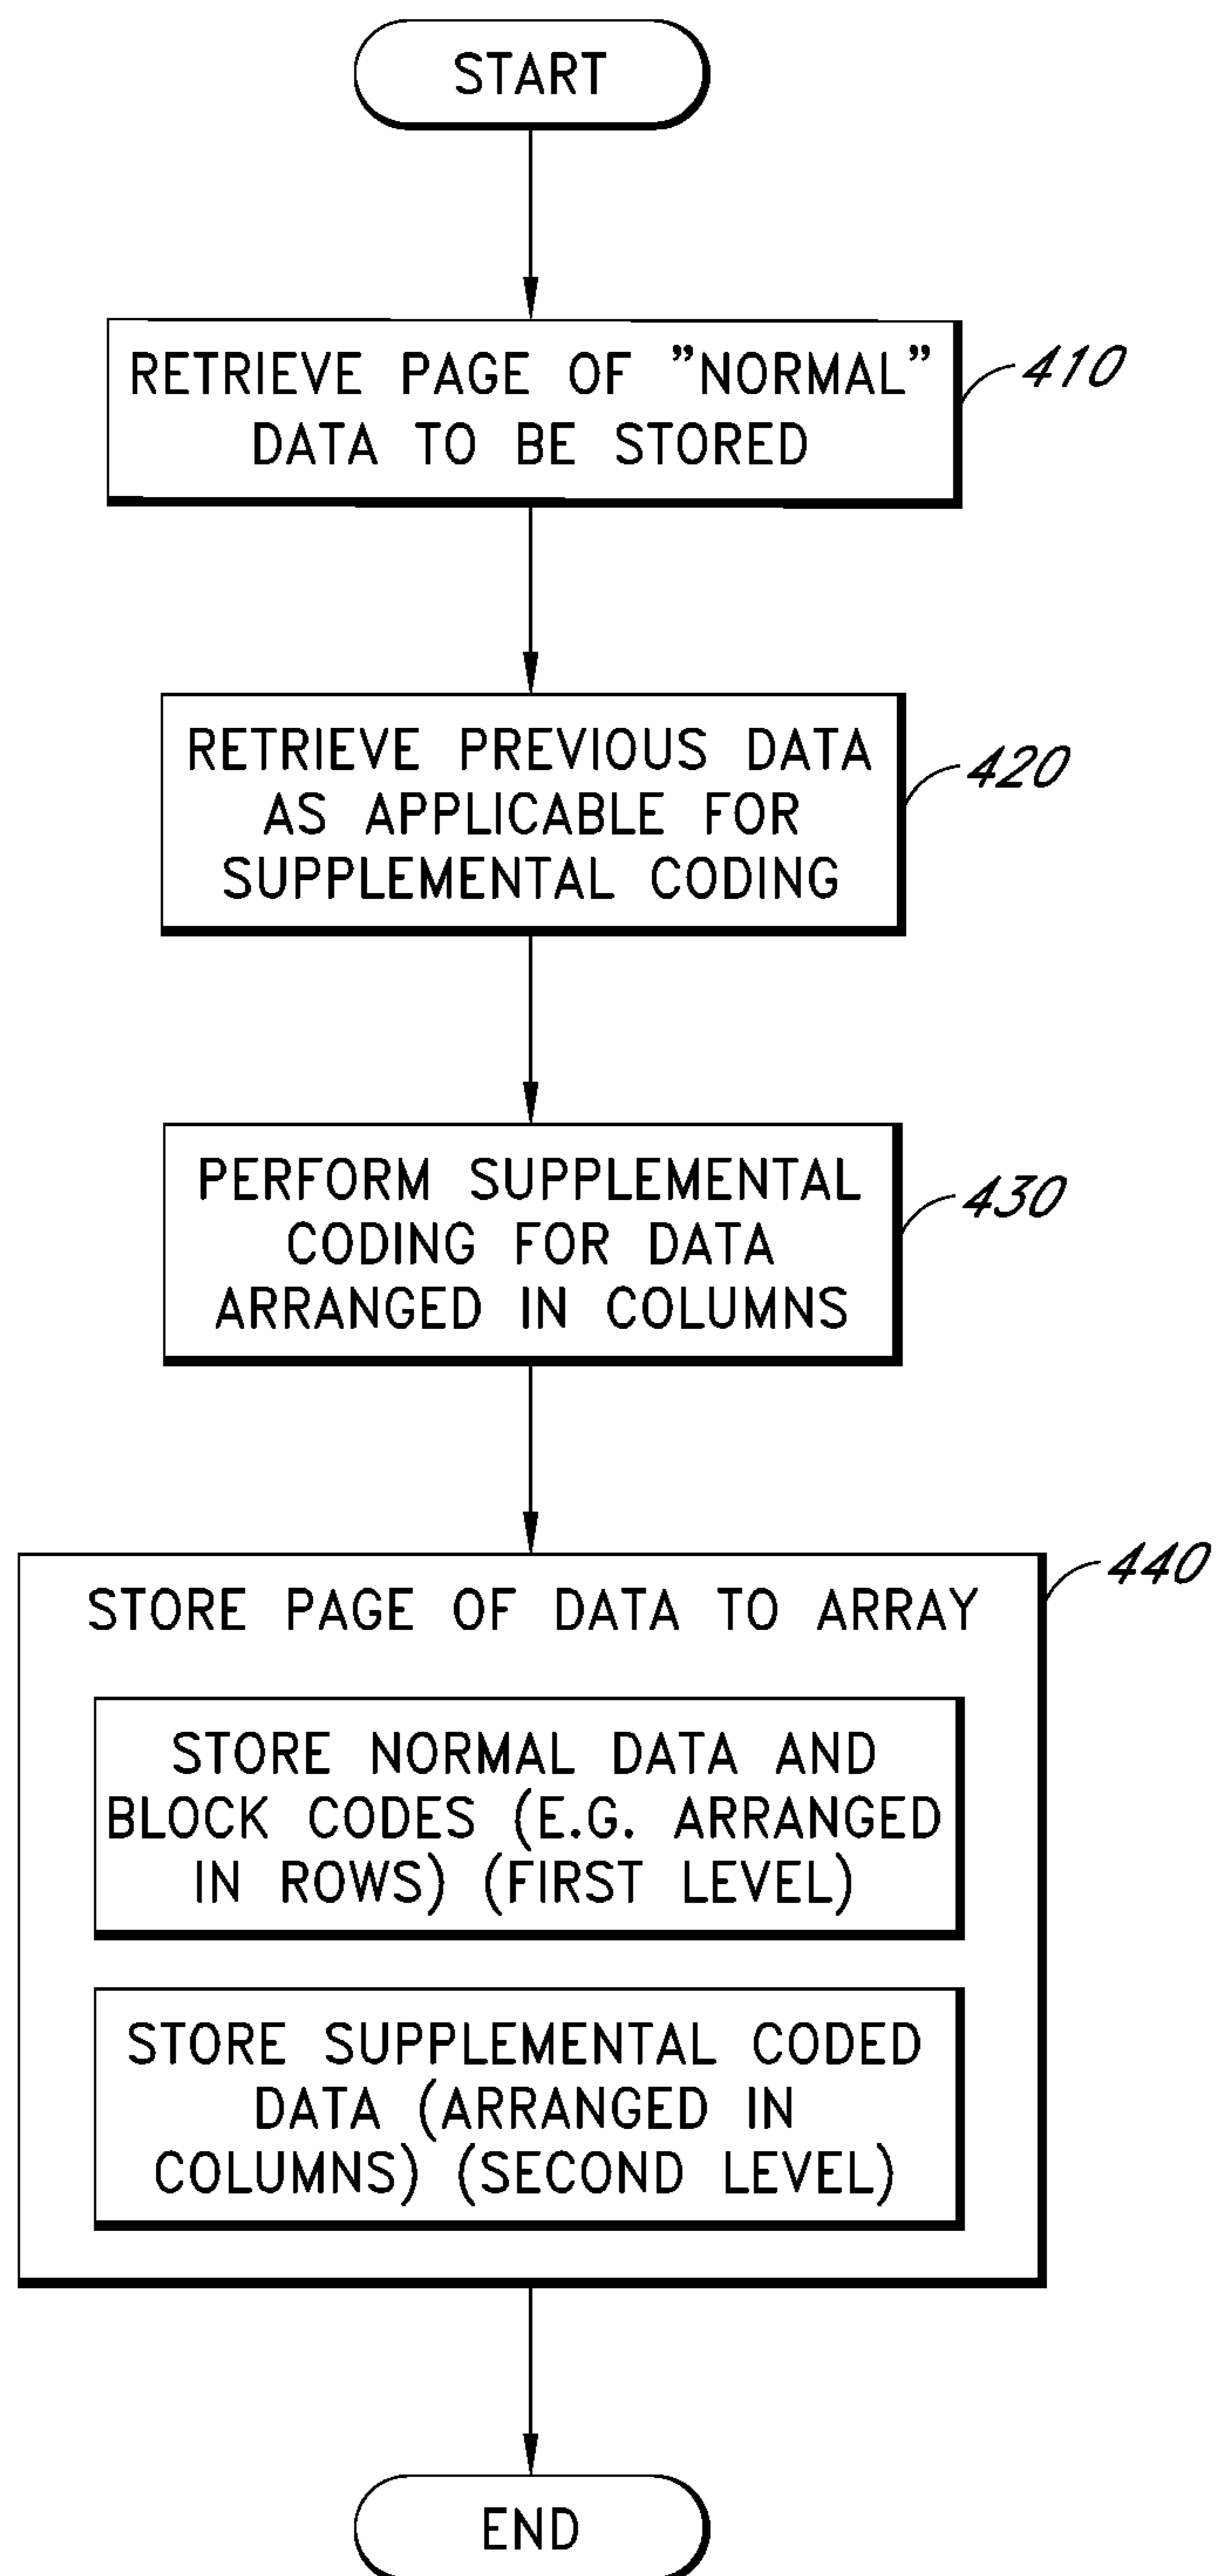 START
RETRIEVE PAGE OF ”NORMAL”
DATA TO BE STORED
410
RETRIEVE PREVIOUS DATA
AS APPLICABLE FOR
SUPPLEMENTAL CODING
420
PERFORM SUPPLEMENTAL
CODING FOR DATA
ARRANGED IN COLUMNS
430
STORE PAGE OF DATA TO ARRAY
440
STORE NORMAL DATA AND
BLOCK CODES (E.G. ARRANGED
IN ROWS) (FIRST LEVEL)
STORE SUPPLEMENTAL CODED
DATA (ARRANGED IN
COLUMNS) (SECOND LEVEL)
END